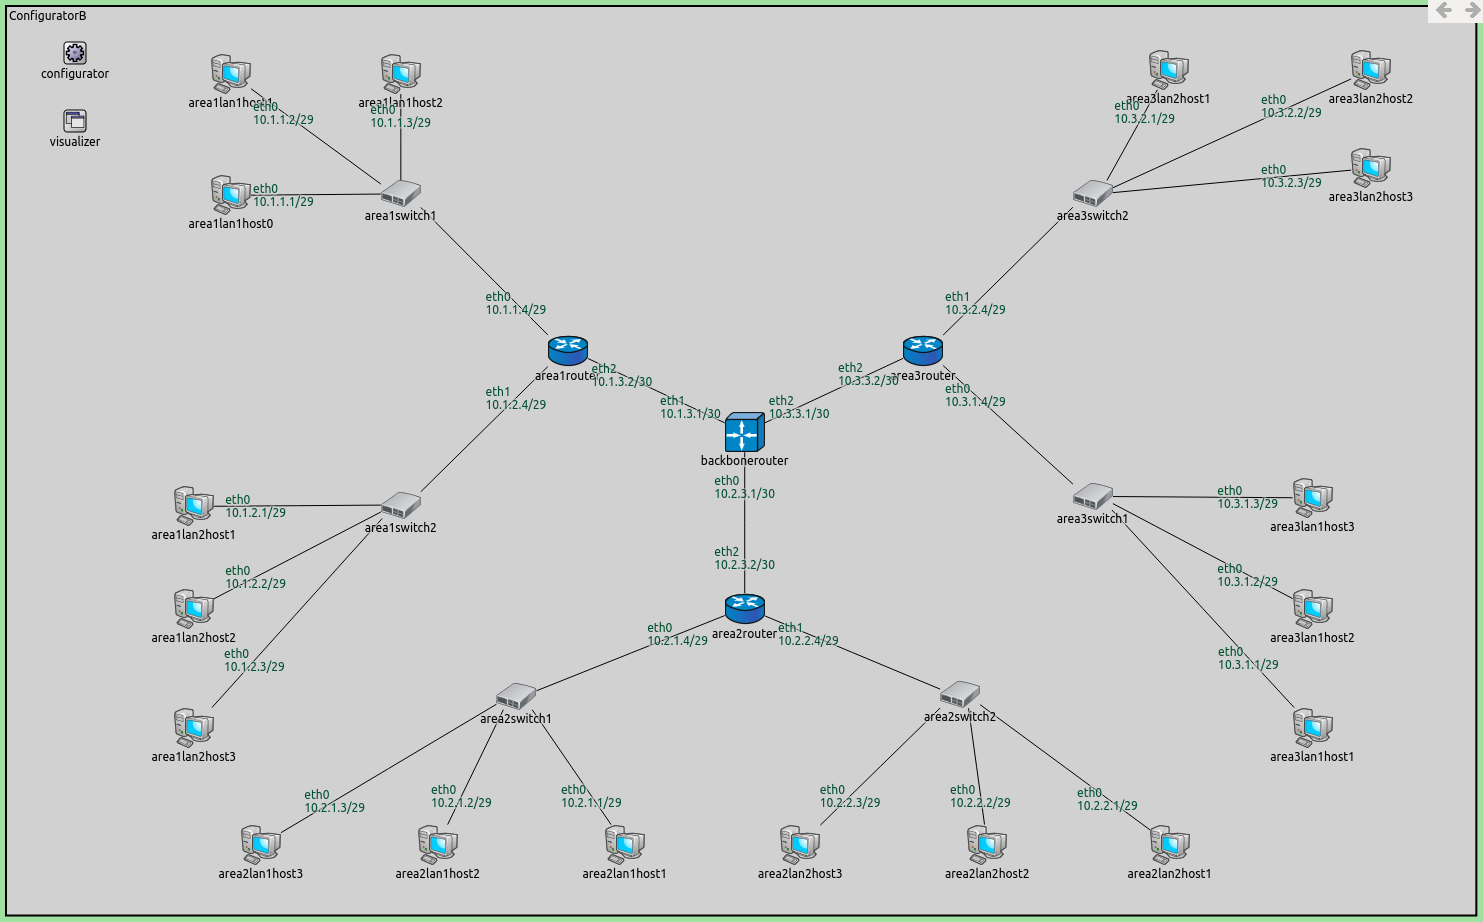 ConfiguratorB
configurator
visualizer
area1lan1host1
eth0
10.1.1.2/29
area1lan1host2
eth0
10.1.1.3/29
area1lan1host0
eth0
10.1.1.1/29
area1switch1
eth0
10.1.1.4/29
area1router
eth2
10.1.3.2/30
eth1
10.1.2.4/29
eth1
10.1.3.1/30
area1switch2
area1lan2host1
eth0
10.1.2.1/29
area1lan2host2
eth0
10.1.2.2/29
area1lan2host3
eth0
10.1.2.3/29
area3lan2host1
eth0
10.3.2.1/29
area3lan2host2
eth0
10.3.2.2/29
area3lan2host3
eth0
10.3.2.3/29
area3switch2
eth1
10.3.2.4/29
area3router
eth2
10.3.3.2/30
eth0
10.3.1.4/29
eth2
10.3.3.1/30
backbonerouter
eth0
10.2.3.1/30
area3switch1
eth0
10.3.1.3/29
area3lan1host3
eth0
10.3.1.2/29
area3lan1host2
eth0
10.3.1.1/29
area3lan1host1
eth2
10.2.3.2/30
area2router
eth0
10.2.1.4/29
eth1
10.2.2.4/29
area2switch1
area2switch2
eth0
10.2.1.3/29
eth0
10.2.1.2/29
eth0
10.2.1.1/29
eth0
10.2.2.3/29
eth0
10.2.2.2/29
eth0
10.2.2.1/29
area2lan1host3
area2lan1host2
area2lan1host1
area2lan2host3
area2lan2host2
area2lan2host1